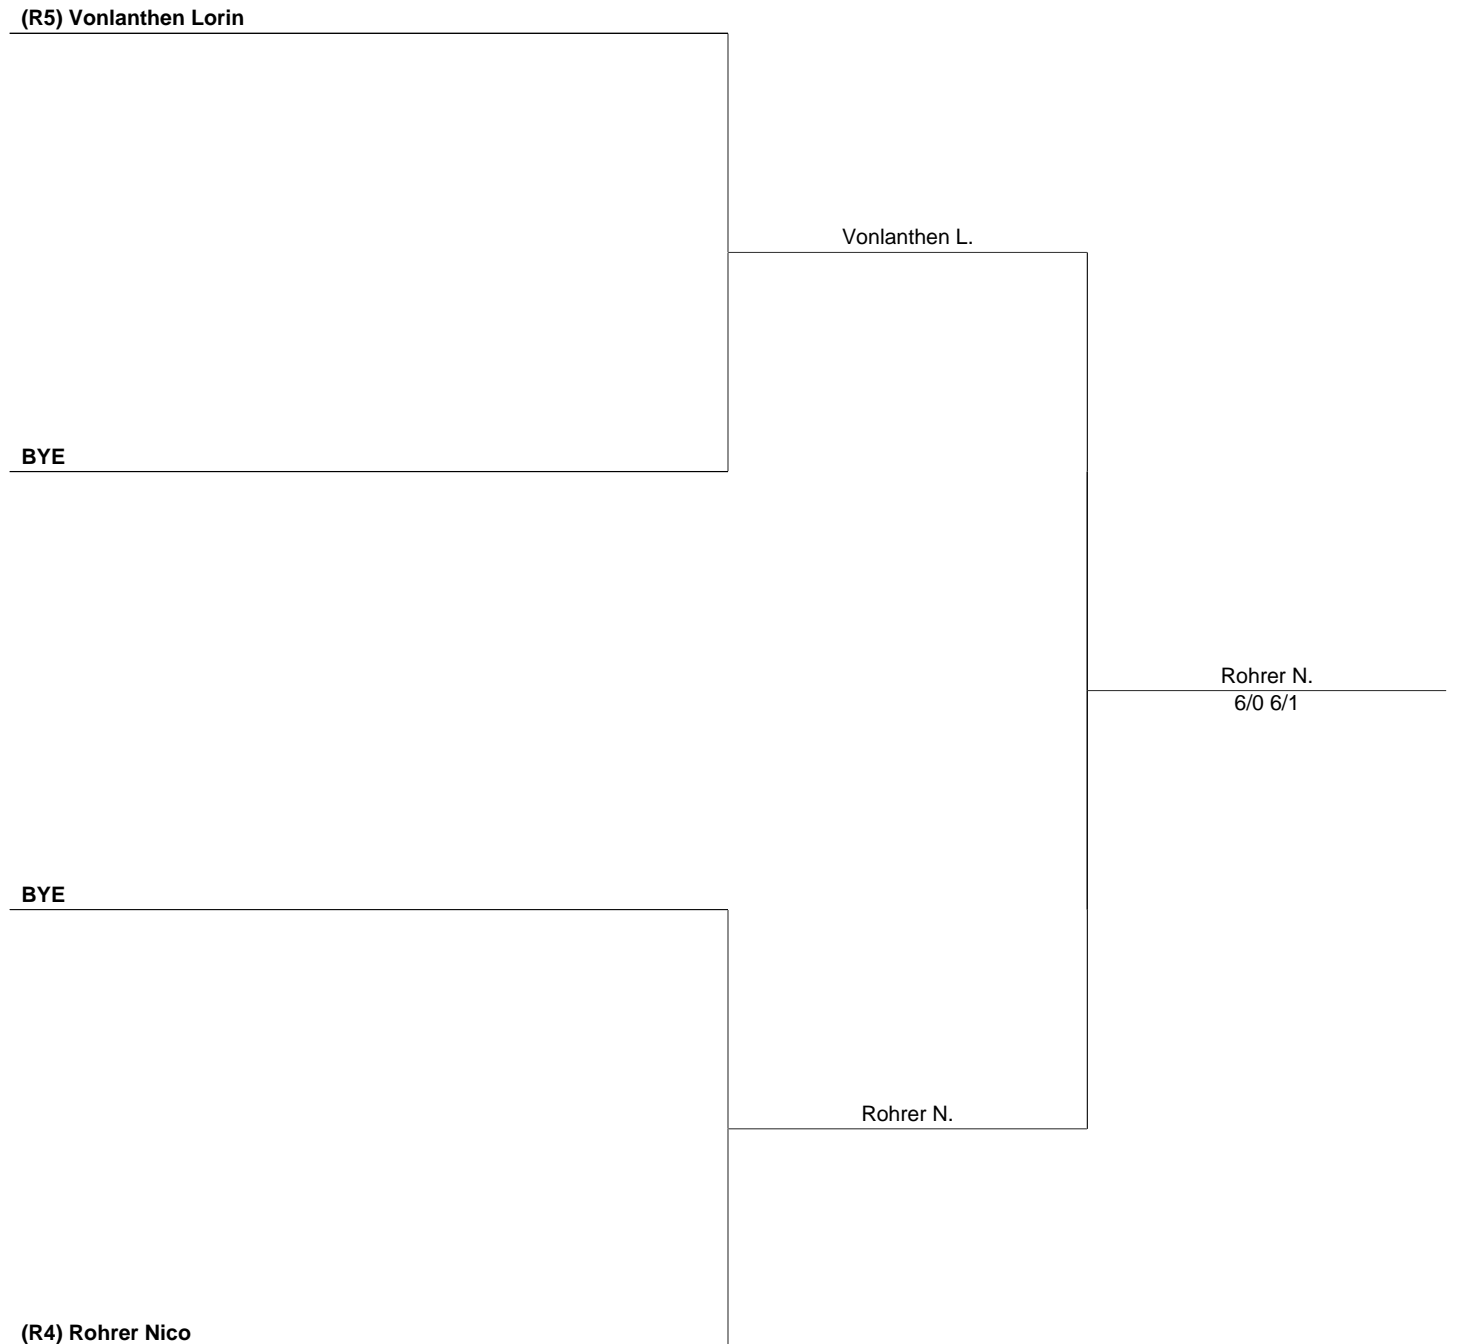 (R5) Vonlanthen Lorin
Vonlanthen L.
BYE
Rohrer N.
6/0 6/1
BYE
Rohrer N.
(R4) Rohrer Nico